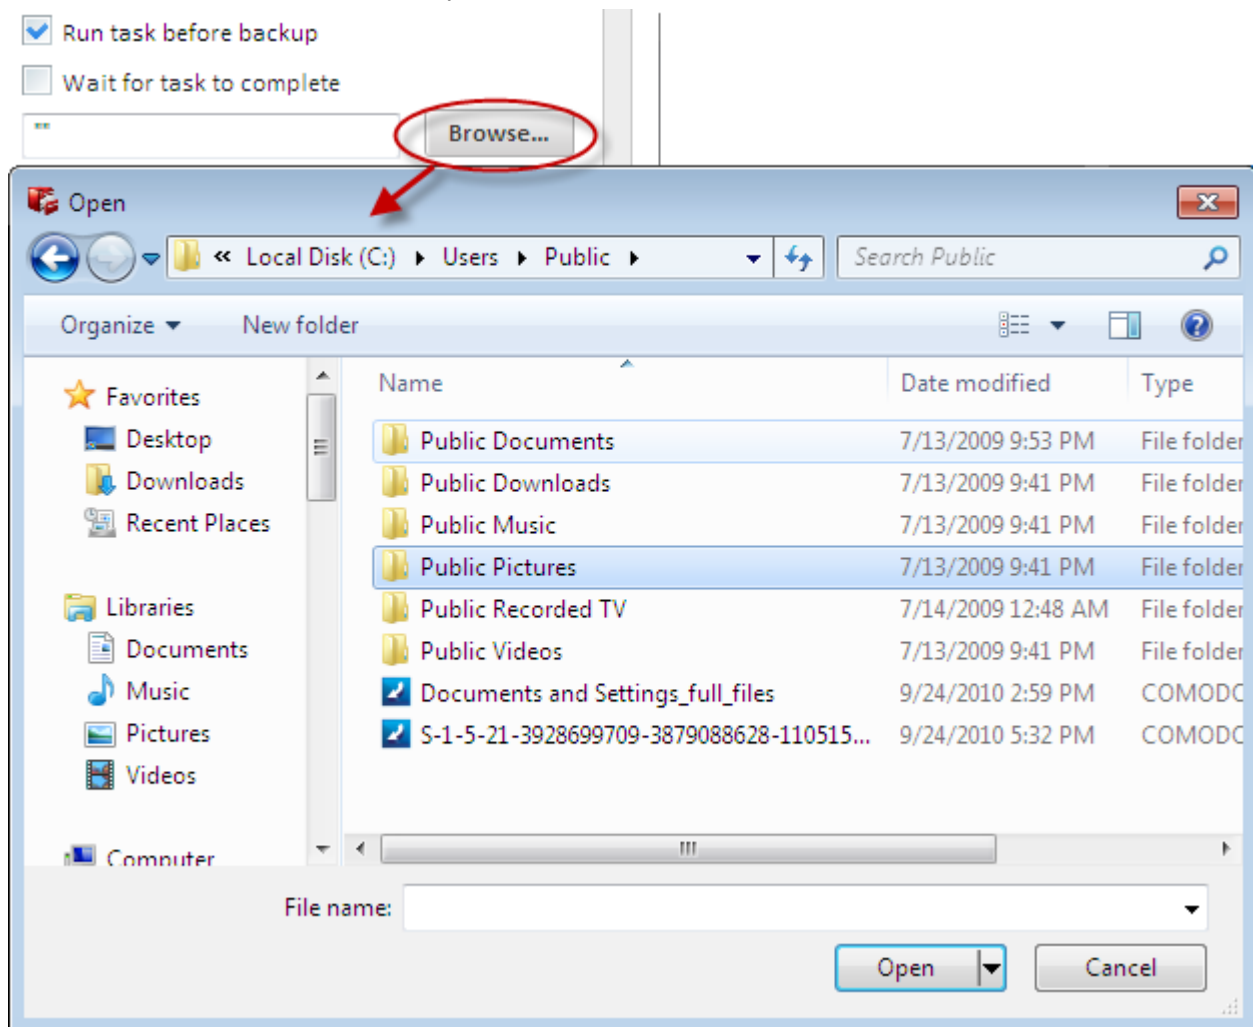 Run task before backup
Wait for task to complete
"" Browse...
Open
« Local Disk (C:) Users Public Search Public
Organize New folder
Name Date modified Type
Favorites
Desktop Public Documents 7/13/2009 9:53 PM File folder
Downloads Public Downloads 7/13/2009 9:41 PM File folder
Recent Places Public Music 7/13/2009 9:41 PM File folder
Public Pictures 7/13/2009 9:41 PM File folder
Libraries Public Recorded TV 7/14/2009 12:48 AM File folder
Documents Public Videos 7/13/2009 9:41 PM File folder
Music Documents and Settings_full_files 9/24/2010 2:59 PM COMODO
Pictures S-1-5-21-3928699709-3879088628-110515... 9/24/2010 5:32 PM COMODO
Videos
Computer
File name:
Open Cancel